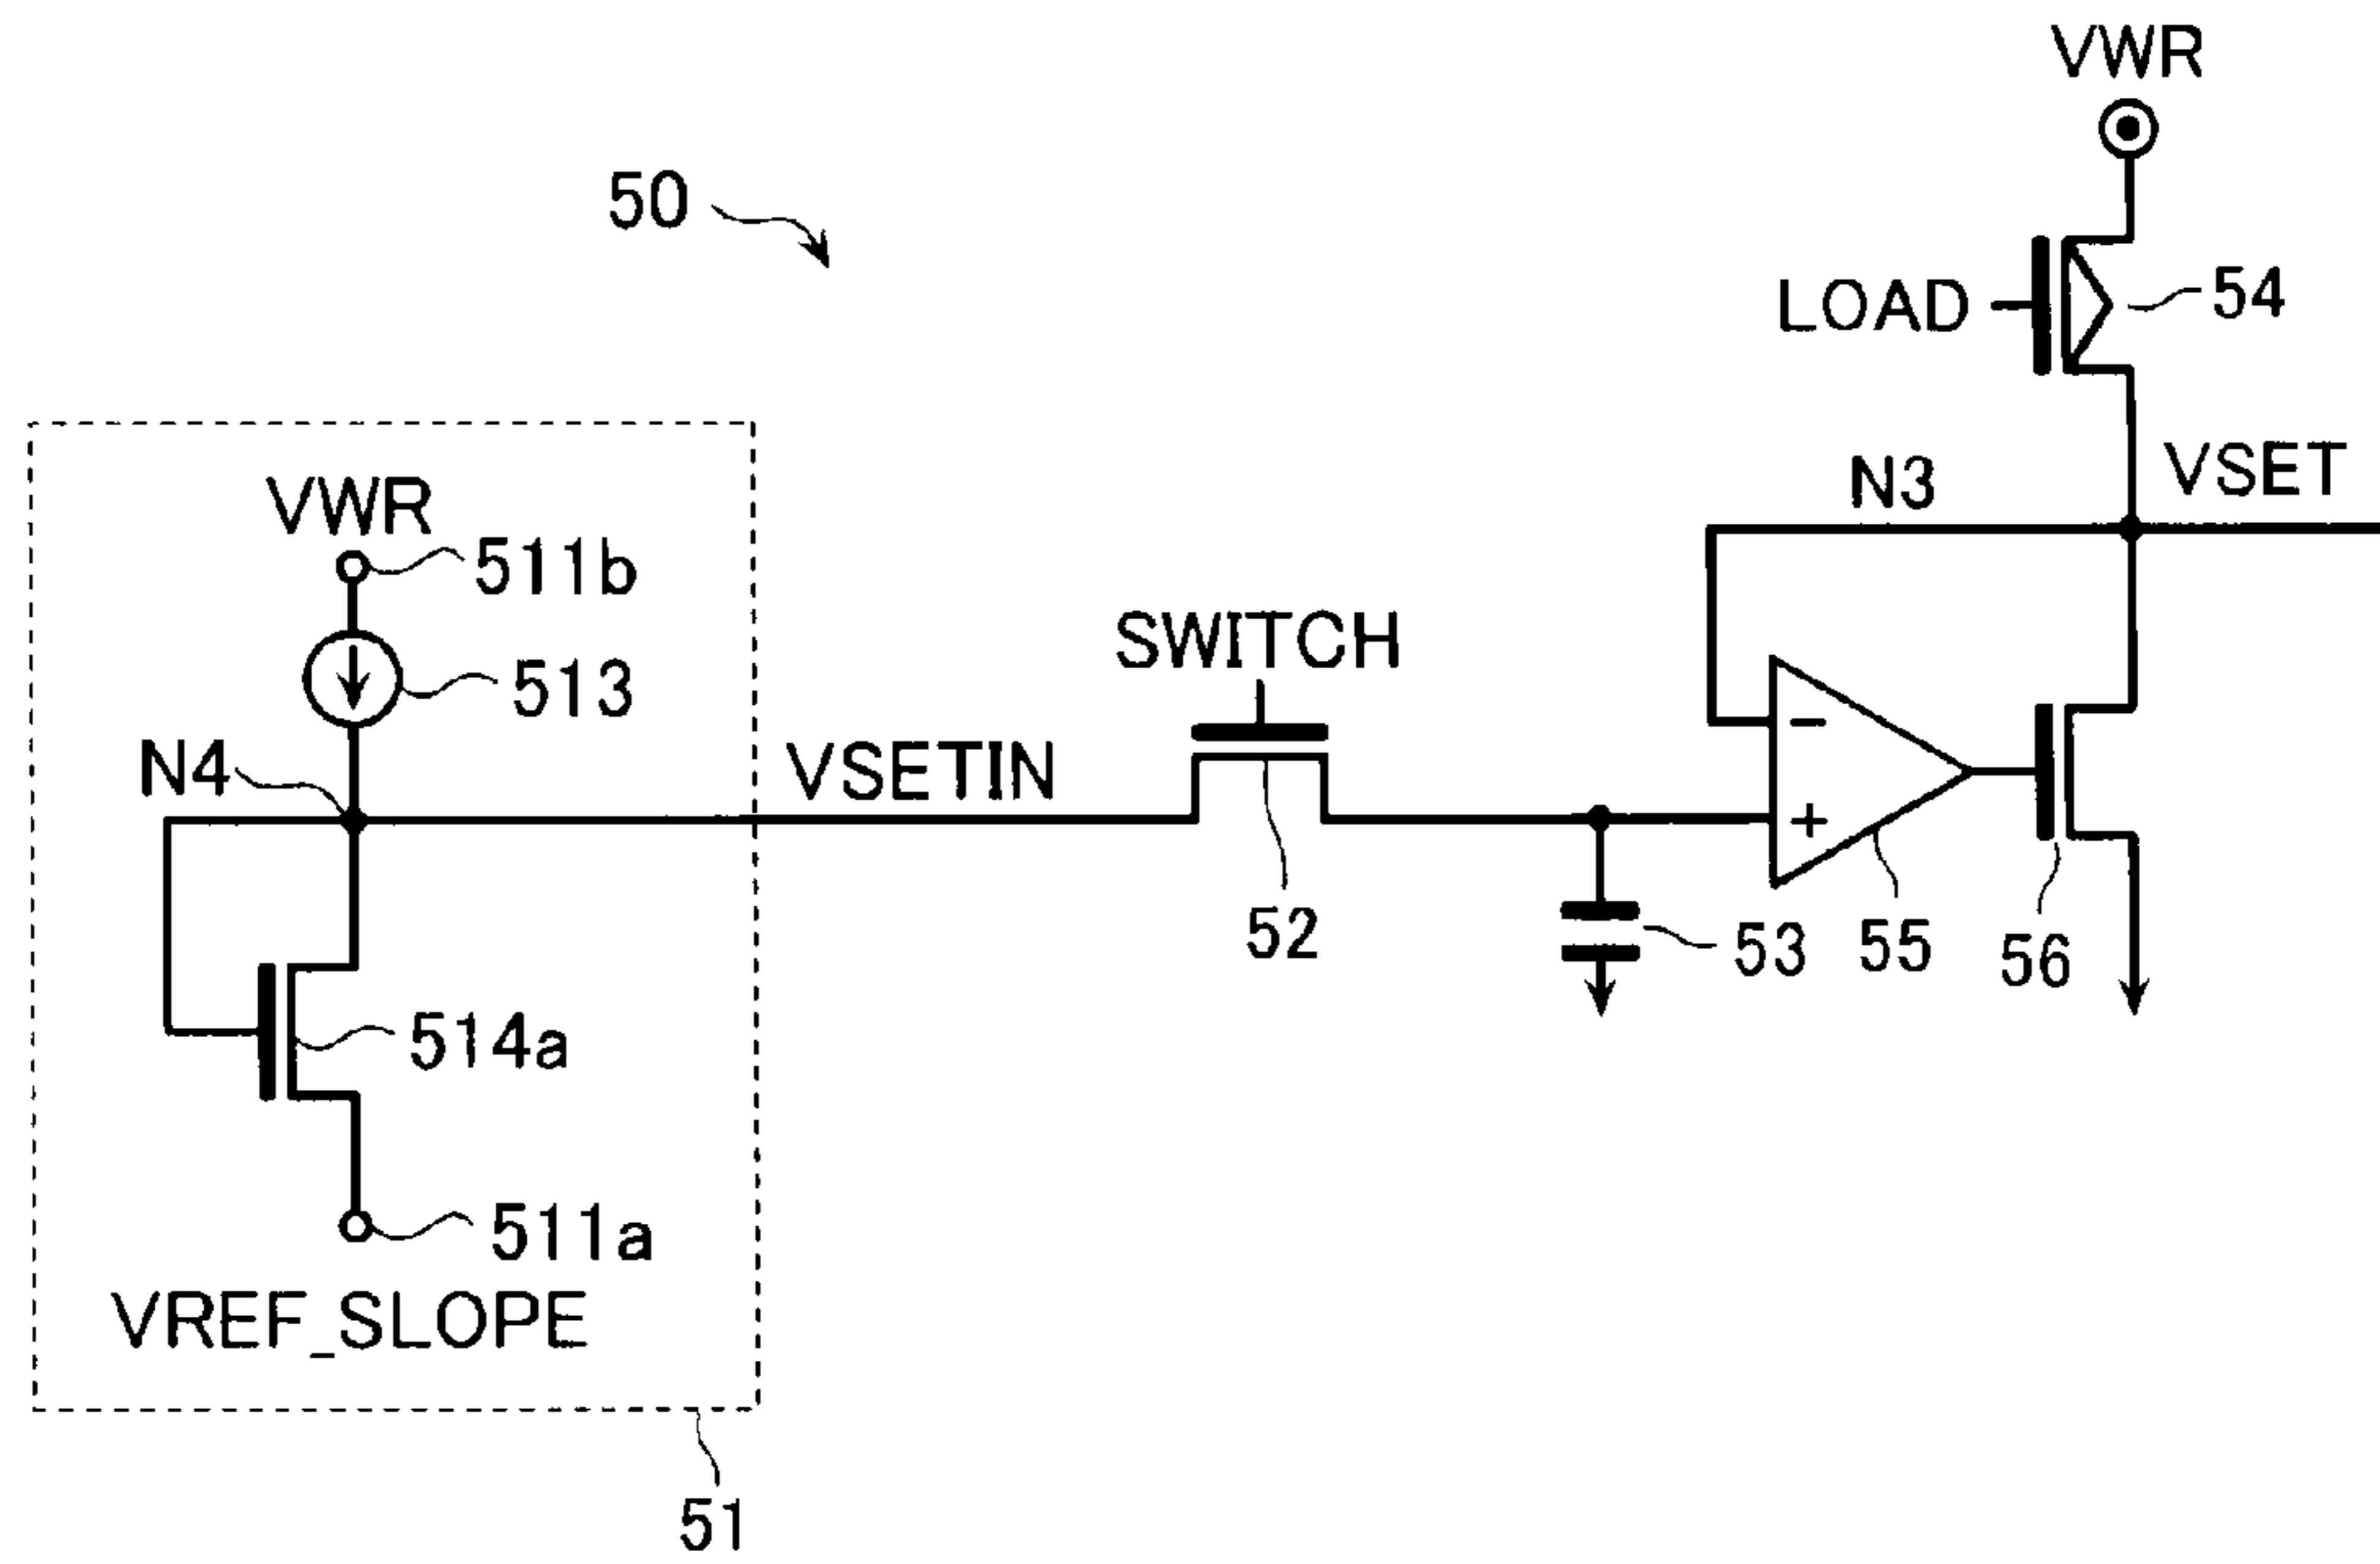 VWR
50
LOAD
54
N3
VSET
VWR
511b
SWITCH
513
N4
VSETIN
−
+
52
53
55
56
514a
511a
VREF_SLOPE
51